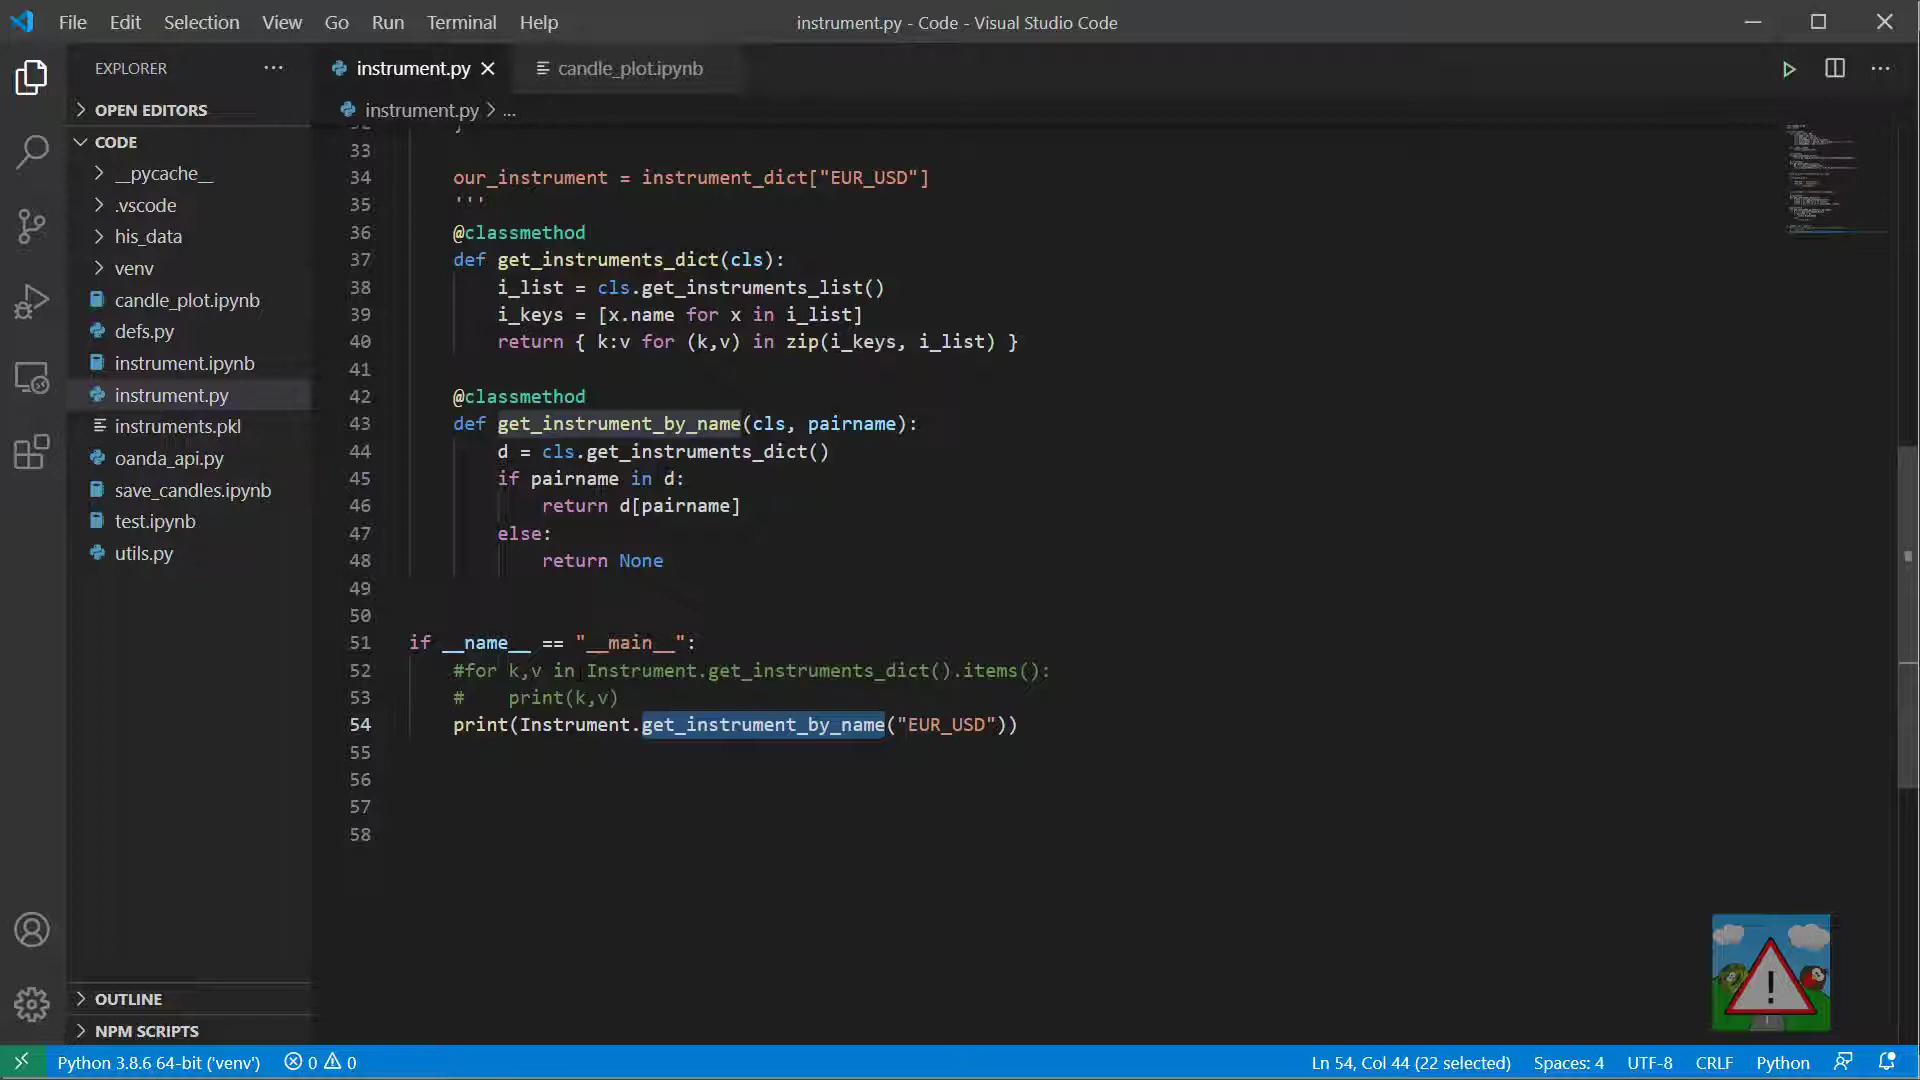 File Edit Selection View Go Run Terminal Help
instrument.py - Code - Visual Studio Code
EXPLORER ···
OPEN EDITORS
CODE
__pycache__
.vscode
his_data
venv
candle_plot.ipynb
defs.py
instrument.ipynb
instrument.py
instruments.pkl
oanda_api.py
save_candles.ipynb
test.ipynb
utils.py
OUTLINE
NPM SCRIPTS
instrument.py candle_plot.ipynb
instrument.py > ...
33
34 our_instrument = instrument_dict["EUR_USD"]
35 '''
36 @classmethod
37 def get_instruments_dict(cls):
38 i_list = cls.get_instruments_list()
39 i_keys = [x.name for x in i_list]
40 return { k:v for (k,v) in zip(i_keys, i_list) }
41
42 @classmethod
43 def get_instrument_by_name(cls, pairname):
44 d = cls.get_instruments_dict()
45 if pairname in d:
46 return d[pairname]
47 else:
48 return None
49
50
51 if __name__ == "__main__":
52 #for k,v in Instrument.get_instruments_dict().items():
53 #    print(k,v)
54 print(Instrument.get_instrument_by_name("EUR_USD"))
55
56
57
58
Python 3.8.6 64-bit ('venv') 0 0 Ln 54, Col 44 (22 selected) Spaces: 4 UTF-8 CRLF Python